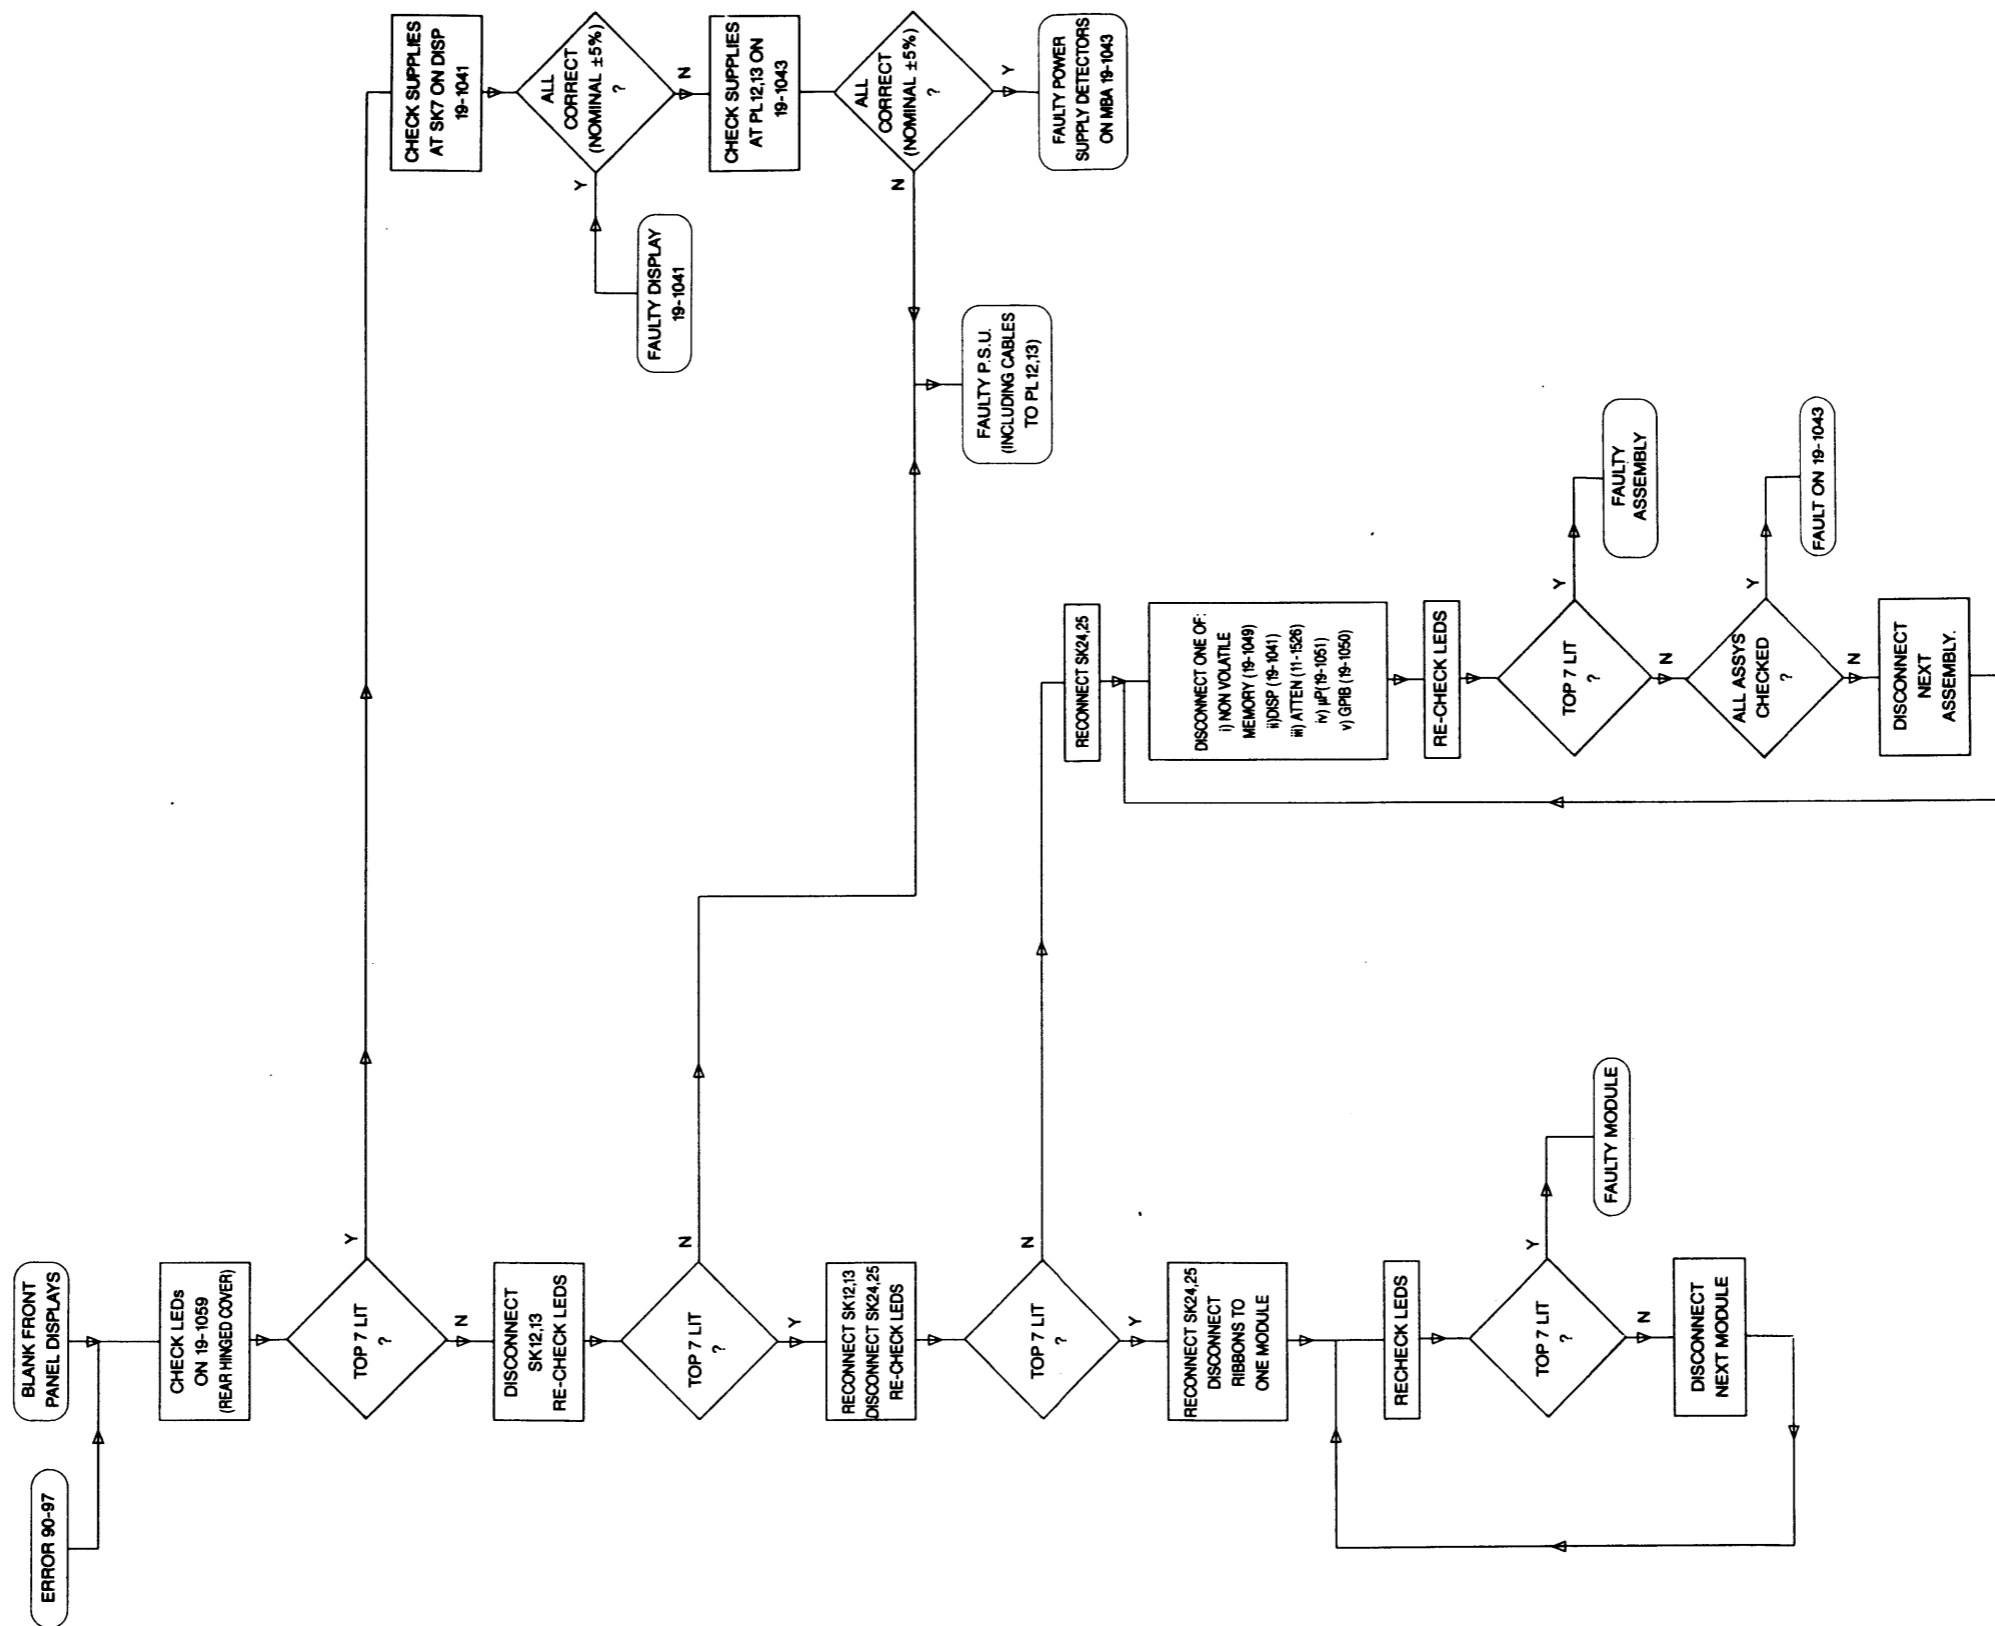 ERROR 90-97
BLANK FRONT
PANEL DISPLAYS
CHECK LEDs
ON 19-1059
(REAR HINGED COVER)
TOP 7 LIT
?
Y
N
DISCONNECT
SK12,13
RE-CHECK LEDS
TOP 7 LIT
?
N
Y
RECONNECT SK12,13
DISCONNECT SK24,25
RE-CHECK LEDS
TOP 7 LIT
?
N
Y
RECONNECT SK24,25
DISCONNECT
RIBBONS TO
ONE MODULE
RECHECK LEDS
TOP 7 LIT
?
Y
N
FAULTY MODULE
DISCONNECT
NEXT MODULE
RECONNECT SK24,25
DISCONNECT ONE OF:
i) NON VOLATILE
MEMORY (19-1049)
ii)DISP (19-1041)
iii) ATTEN (11-1526)
iv) µP(19-1051)
v) GPIB (19-1050)
RE-CHECK LEDS
TOP 7 LIT
?
Y
N
FAULTY
ASSEMBLY
ALL ASSYS
CHECKED
?
Y
N
FAULT ON 19-1043
DISCONNECT
NEXT
ASSEMBLY.
CHECK SUPPLIES
AT SK7 ON DISP
19-1041
ALL
CORRECT
(NOMINAL ±5%)
?
Y
N
FAULTY DISPLAY
19-1041
CHECK SUPPLIES
AT PL12,13 ON
19-1043
ALL
CORRECT
(NOMINAL ±5%)
?
N
Y
FAULTY P.S.U.
(INCLUDING CABLES
TO PL12,13)
FAULTY POWER
SUPPLY DETECTORS
ON MBA 19-1043